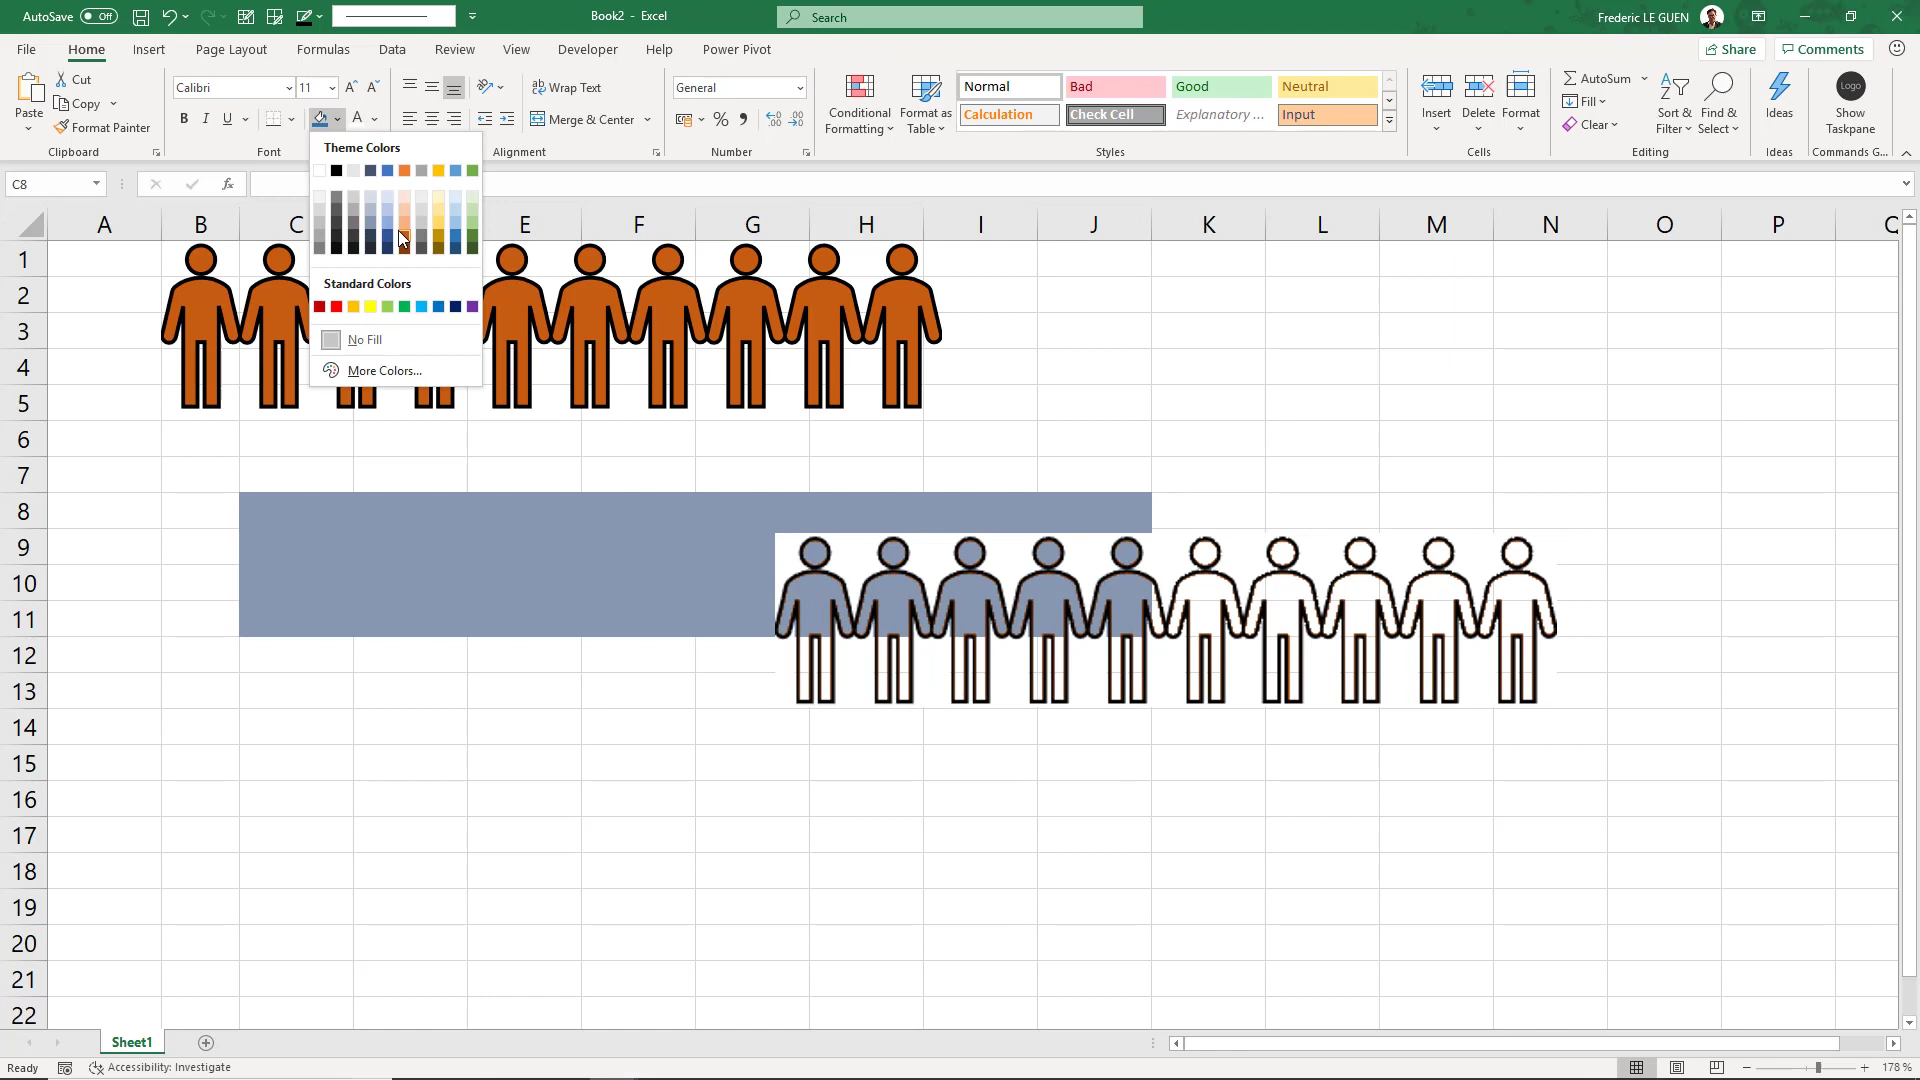 AutoSave Off Book2 - Excel Search Frederic LE GUEN
File Home Insert Page Layout Formulas Data Review View Developer Help Power Pivot Share Comments
Paste Cut Copy Format Painter
Clipboard
Calibri 11
B I U A
Font
Wrap Text
Merge & Center
Alignment
General
% 9
Number
Conditional Formatting
Format as Table
Normal Bad Good Neutral
Calculation Check Cell Explanatory ... Input
Styles
Insert Delete Format
Cells
AutoSum
Fill
Clear
Sort & Filter
Find & Select
Editing
Ideas
Ideas
Logo
Show Taskpane
Commands G...
C8 fx
Theme Colors
Standard Colors
No Fill
More Colors...
A B C E F G H I J K L M N O P Q
1
2
3
4
5
6
7
8
9
10
11
12
13
14
15
16
17
18
19
20
21
22
Sheet1
Ready Accessibility: Investigate 178 %